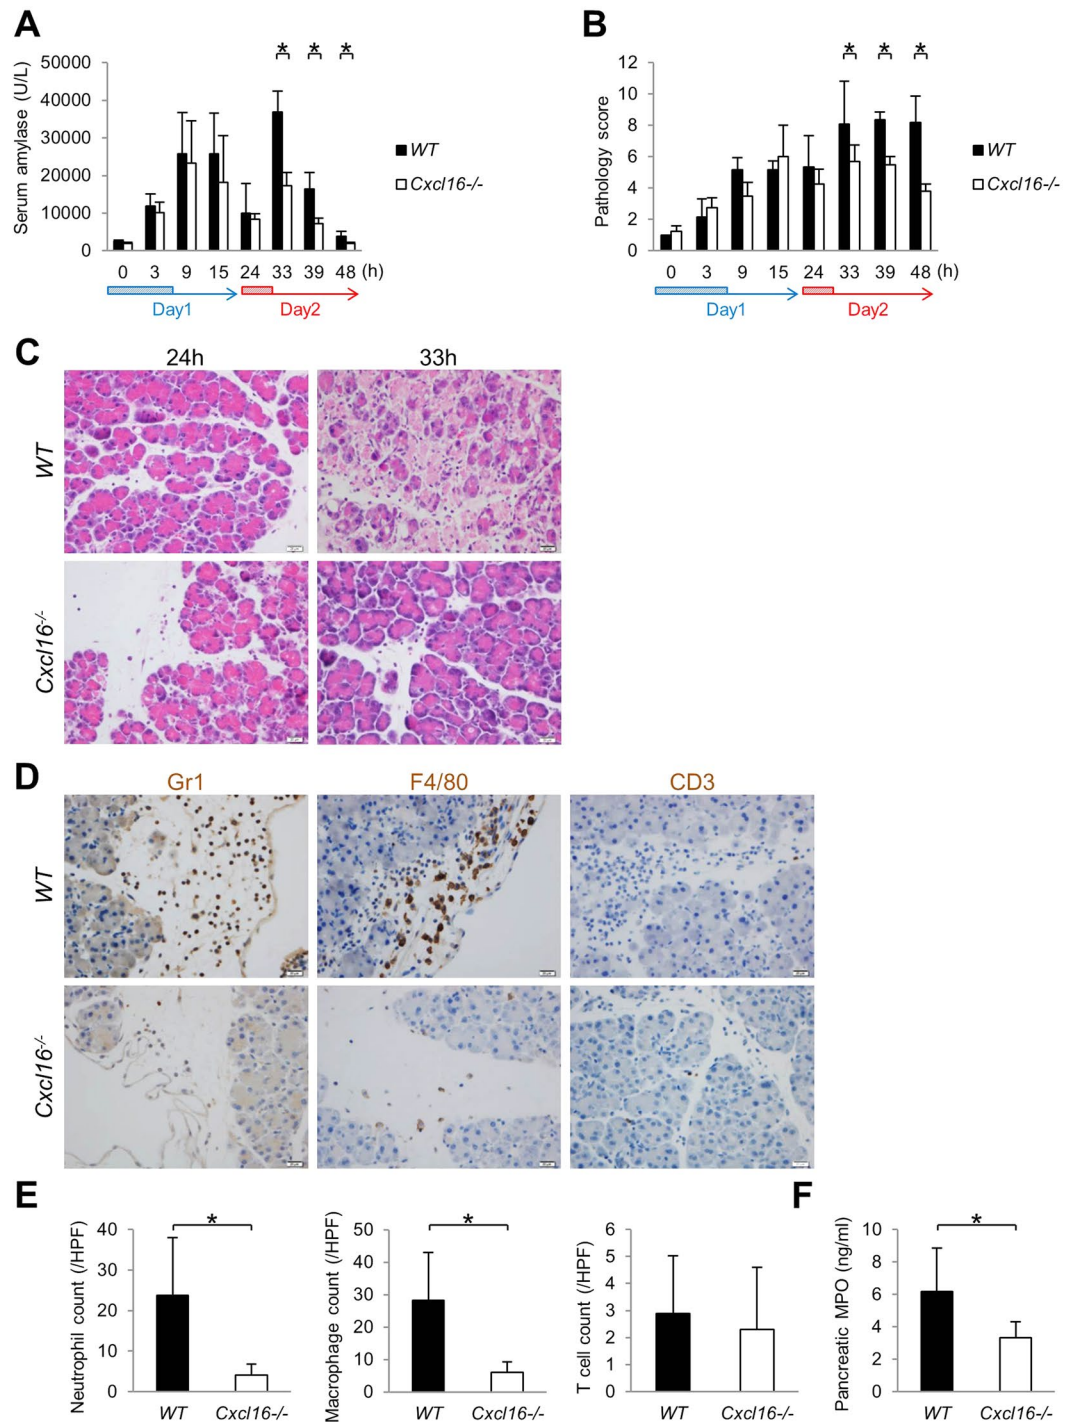 A
Serum amylase (U/L)
50000
40000
30000
20000
10000
0
* * *
WT
Cxcl16-/-
0 3 9 15 24 33 39 48 (h)
Day1 Day2
B
Pathology score
12
10
8
6
4
2
0
* * *
WT
Cxcl16-/-
0 3 9 15 24 33 39 48 (h)
Day1 Day2
C
24h 33h
WT
Cxcl16-/-
D
Gr1 F4/80 CD3
WT
Cxcl16-/-
E
Neutrophil count (/HPF)
40
30
20
10
0
*
WT Cxcl16-/-
Macrophage count (/HPF)
50
40
30
20
10
0
*
WT Cxcl16-/-
T cell count (/HPF)
6
5
4
3
2
1
0
WT Cxcl16-/-
F
Pancreatic MPO (ng/ml)
10
8
6
4
2
0
*
WT Cxcl16-/-